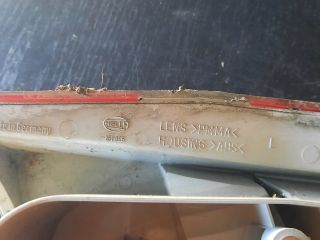 in Germany
HELLA
LENS >PMMA<
HOUSING >ABS<
L